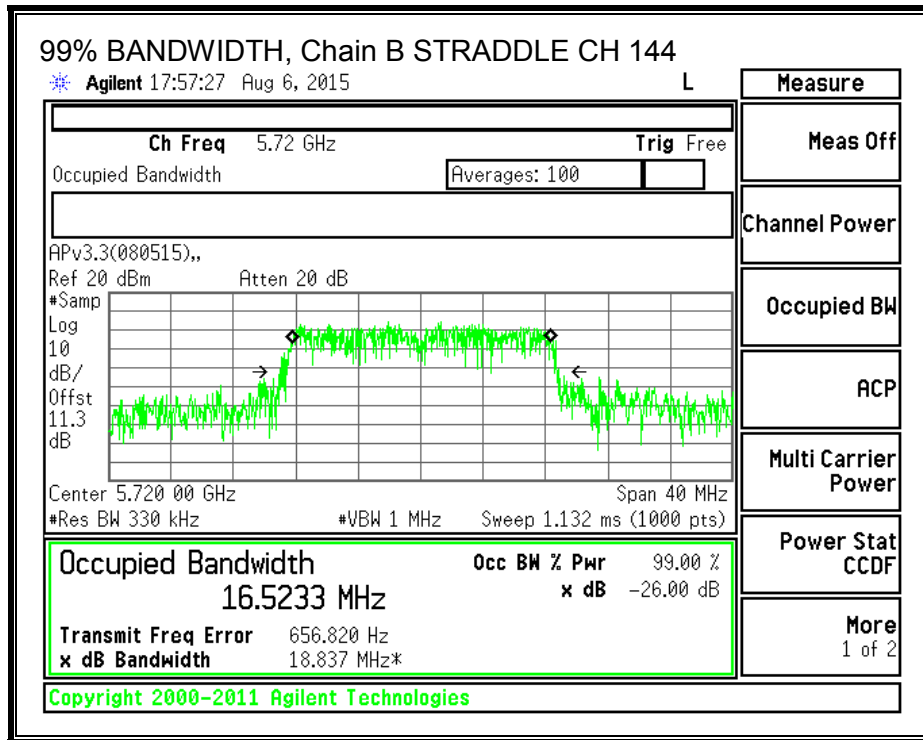 99% BANDWIDTH, Chain B STRADDLE CH 144
Agilent 17:57:27 Aug 6, 2015 L
Measure
Ch Freq 5.72 GHz Trig Free
Meas Off
Occupied Bandwidth Averages: 100
Channel Power
APv3.3(080515),,
Ref 20 dBm Atten 20 dB
#Samp
Log
10
dB/
Offst
11.3
dB
Occupied BW
ACP
Center 5.720 00 GHz Span 40 MHz
#Res BW 330 kHz #VBW 1 MHz Sweep 1.132 ms (1000 pts)
Multi Carrier
Power
Occupied Bandwidth Occ BW % Pwr 99.00 %
16.5233 MHz x dB -26.00 dB
Transmit Freq Error 656.820 Hz
x dB Bandwidth 18.837 MHz*
Power Stat
CCDF
More
1 of 2
Copyright 2000-2011 Agilent Technologies